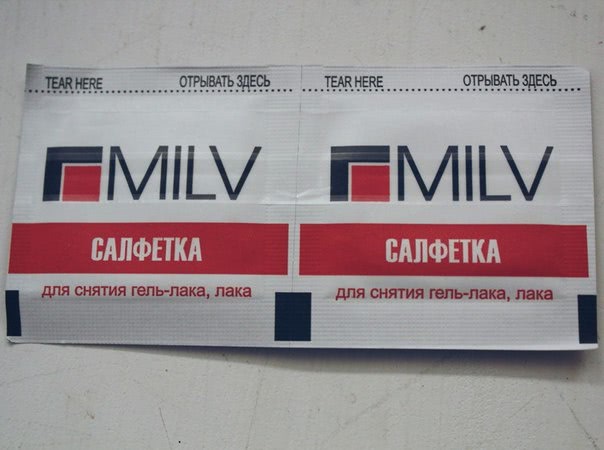 TEAR HERE ОТРЫВАТЬ ЗДЕСЬ TEAR HERE ОТРЫВАТЬ ЗДЕСЬ
MILV MILV
САЛФЕТКА САЛФЕТКА
для снятия гель-лака, лака для снятия гель-лака, лака